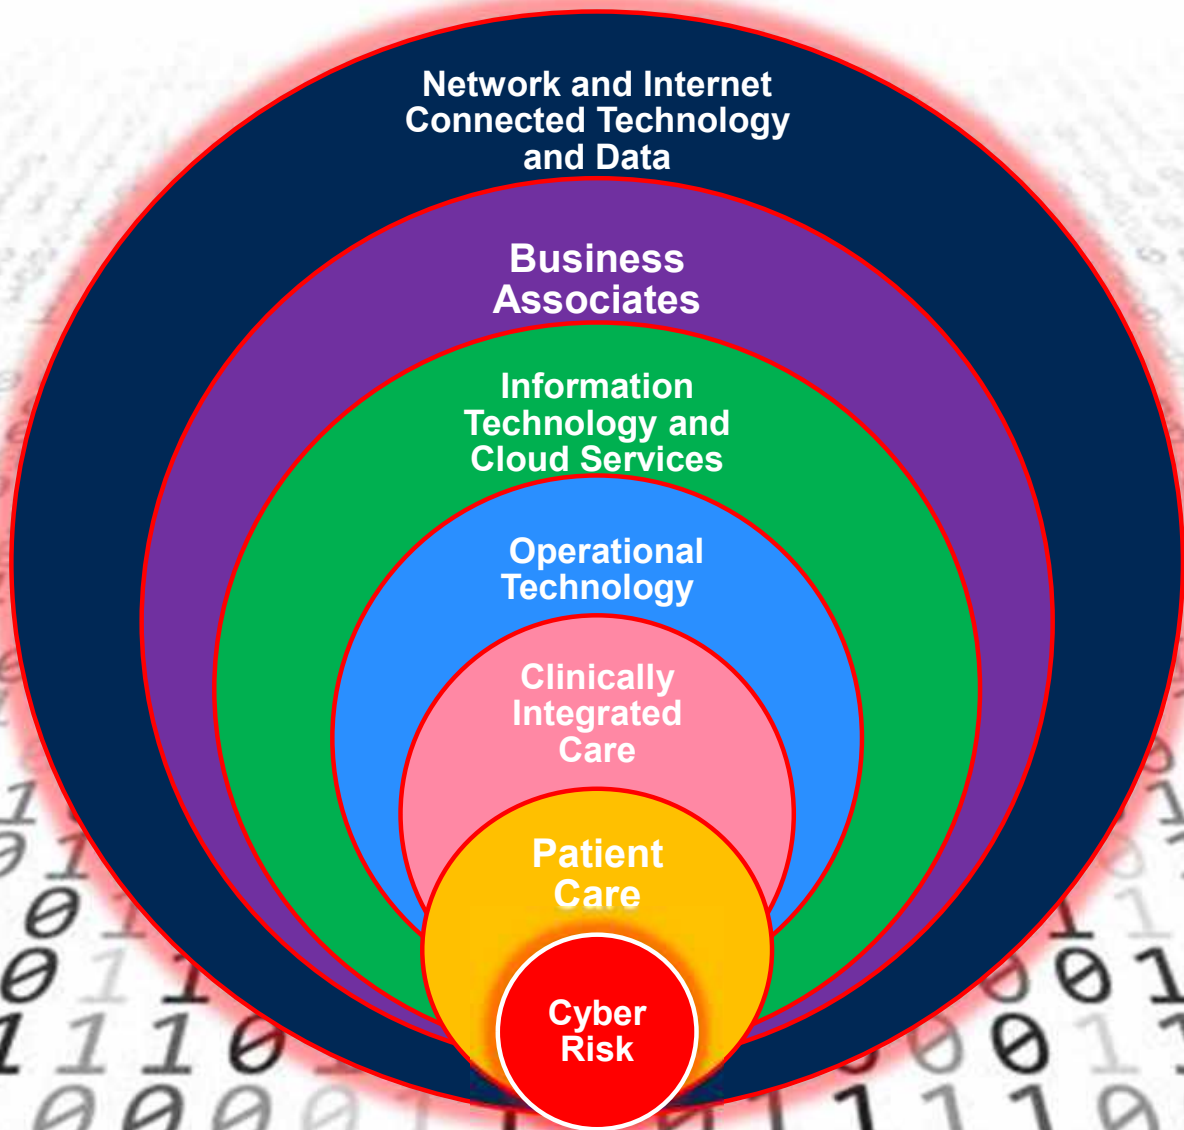 Network and Internet
Connected Technology
and Data
Business
Associates
Information
Technology and
Cloud Services
Operational
Technology
Clinically
Integrated
Care
Patient
Care
Cyber
Risk